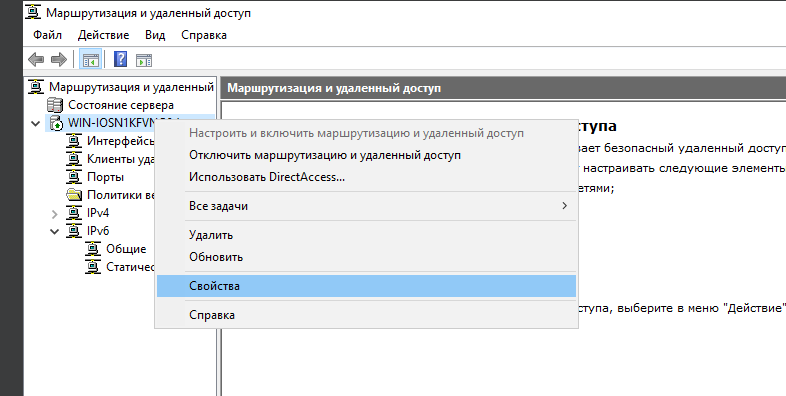 Маршрутизация и удаленный доступ
Файл Действие Вид Справка
Маршрутизация и удаленный
Состояние сервера
Интерфейсы
Клиенты уда
Порты
Политики ве
IPv4
IPv6
Общие
Статичес
Маршрутизация и удаленный доступ
Настроить и включить маршрутизацию и удаленный доступ
Отключить маршрутизацию и удаленный доступ
Использовать DirectAccess...
Все задачи
Удалить
Обновить
Свойства
Справка
ступа
вает безопасный удаленный доступ
т настраивать следующие элементы
етями;
ступа, выберите в меню "Действие"